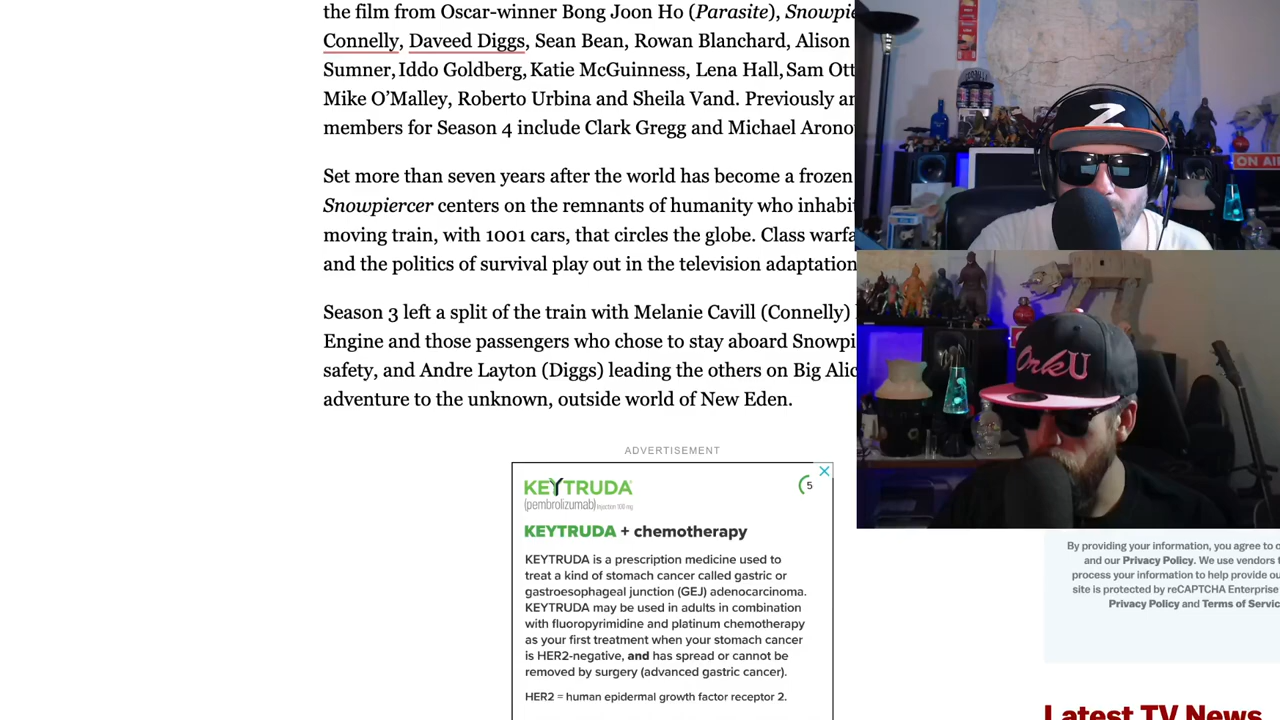 the film from Oscar-winner Bong Joon Ho (Parasite),
Connelly, Daveed Diggs, Sean Bean, Rowan Blanchard, Alison
Sumner, Iddo Goldberg, Katie McGuinness, Lena Hall, Sam
Mike O’Malley, Roberto Urbina and Sheila Vand. Previously
members for Season 4 include Clark Gregg and Michael
Set more than seven years after the world has become a frozen
Snowpiercer centers on the remnants of humanity who
moving train, with 1001 cars, that circles the globe. Class
and the politics of survival play out in the television adaptation
Season 3 left a split of the train with Melanie Cavill (Connelly)
Engine and those passengers who chose to stay aboard
safety, and Andre Layton (Diggs) leading the others on Big
adventure to the unknown, outside world of New Eden.
ADVERTISEMENT
KEYTRUDA
(pembrolizumab) Injection 100 mg
5
KEYTRUDA + chemotherapy
KEYTRUDA is a prescription medicine used to
treat a kind of stomach cancer called gastric or
gastroesophageal junction (GEJ) adenocarcinoma.
KEYTRUDA may be used in adults in combination
with fluoropyrimidine and platinum chemotherapy
as your first treatment when your stomach cancer
is HER2-negative, and has spread or cannot be
removed by surgery (advanced gastric cancer).
HER2 = human epidermal growth factor receptor 2.
Z
ON AI
OrkU
By providing your information, you agree to
and our Privacy Policy. We use vendors
process your information to help provide
site is protected by reCAPTCHA Enterprise
Privacy Policy and Terms of
Latest TV News